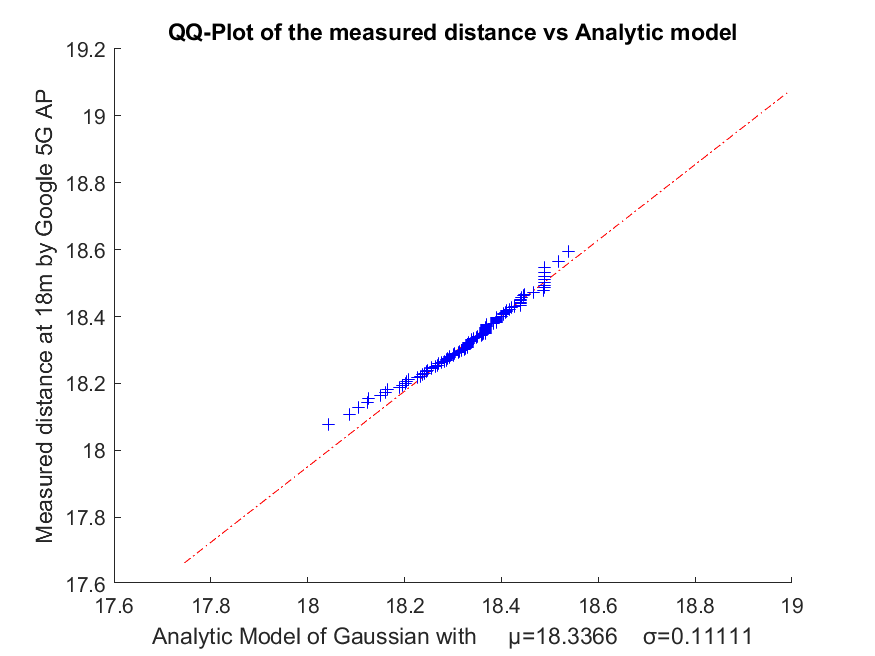 QQ-Plot of the measured distance vs Analytic model
Measured distance at 18m by Google 5G AP
19.2
19
18.8
18.6
18.4
18.2
18
17.8
17.6
17.6 17.8 18 18.2 18.4 18.6 18.8 19
Analytic Model of Gaussian with μ=18.3366 σ=0.11111